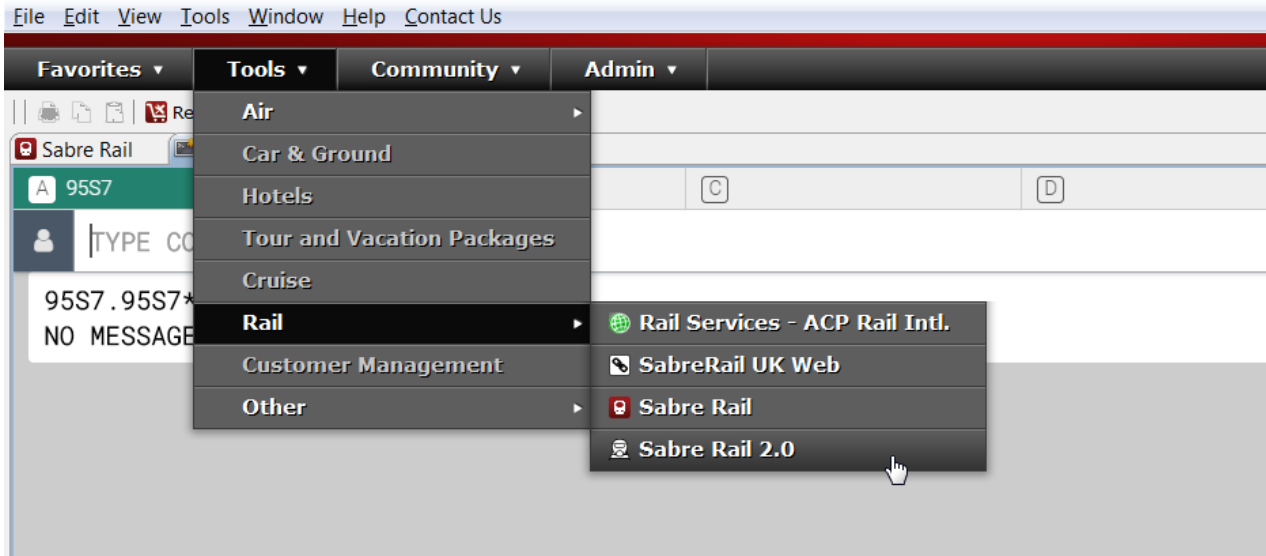 File Edit View Tools Window Help Contact Us
Favorites Tools Community Admin
Re Air
Sabre Rail Car & Ground
A 95S7 Hotels C D
TYPE CO Tour and Vacation Packages
Cruise
95S7.95S7*
Rail Rail Services - ACP Rail Intl.
NO MESSAGE
Customer Management SabreRail UK Web
Other Sabre Rail
Sabre Rail 2.0